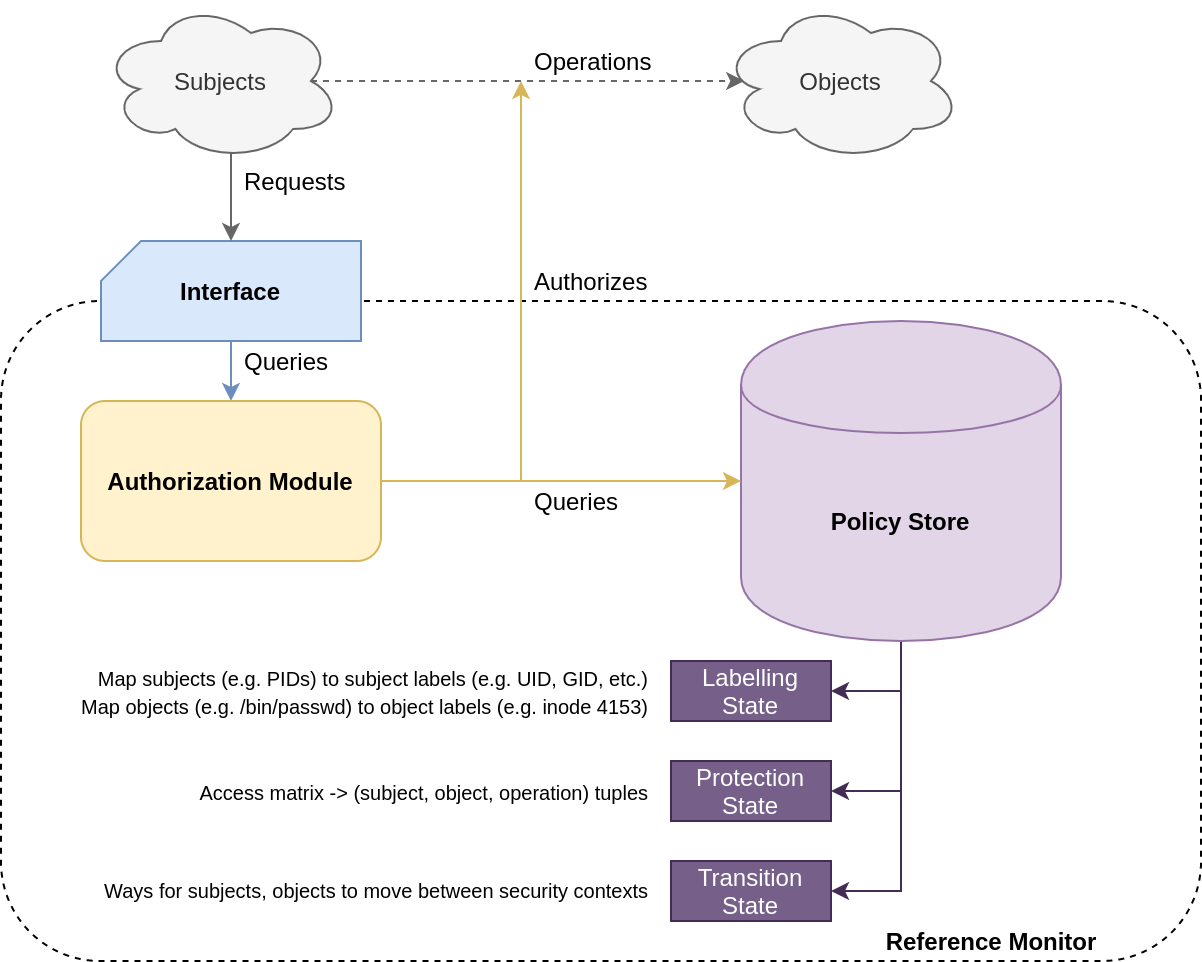 Operations
Subjects
Objects
Requests
Authorizes
Interface
Queries
Authorization Module
Queries
Policy Store
Map subjects (e.g. PIDs) to subject labels (e.g. UID, GID, etc.)
Map objects (e.g. /bin/passwd) to object labels (e.g. inode 4153)
Labelling
State
Access matrix -> (subject, object, operation) tuples
Protection
State
Ways for subjects, objects to move between security contexts
Transition
State
Reference Monitor